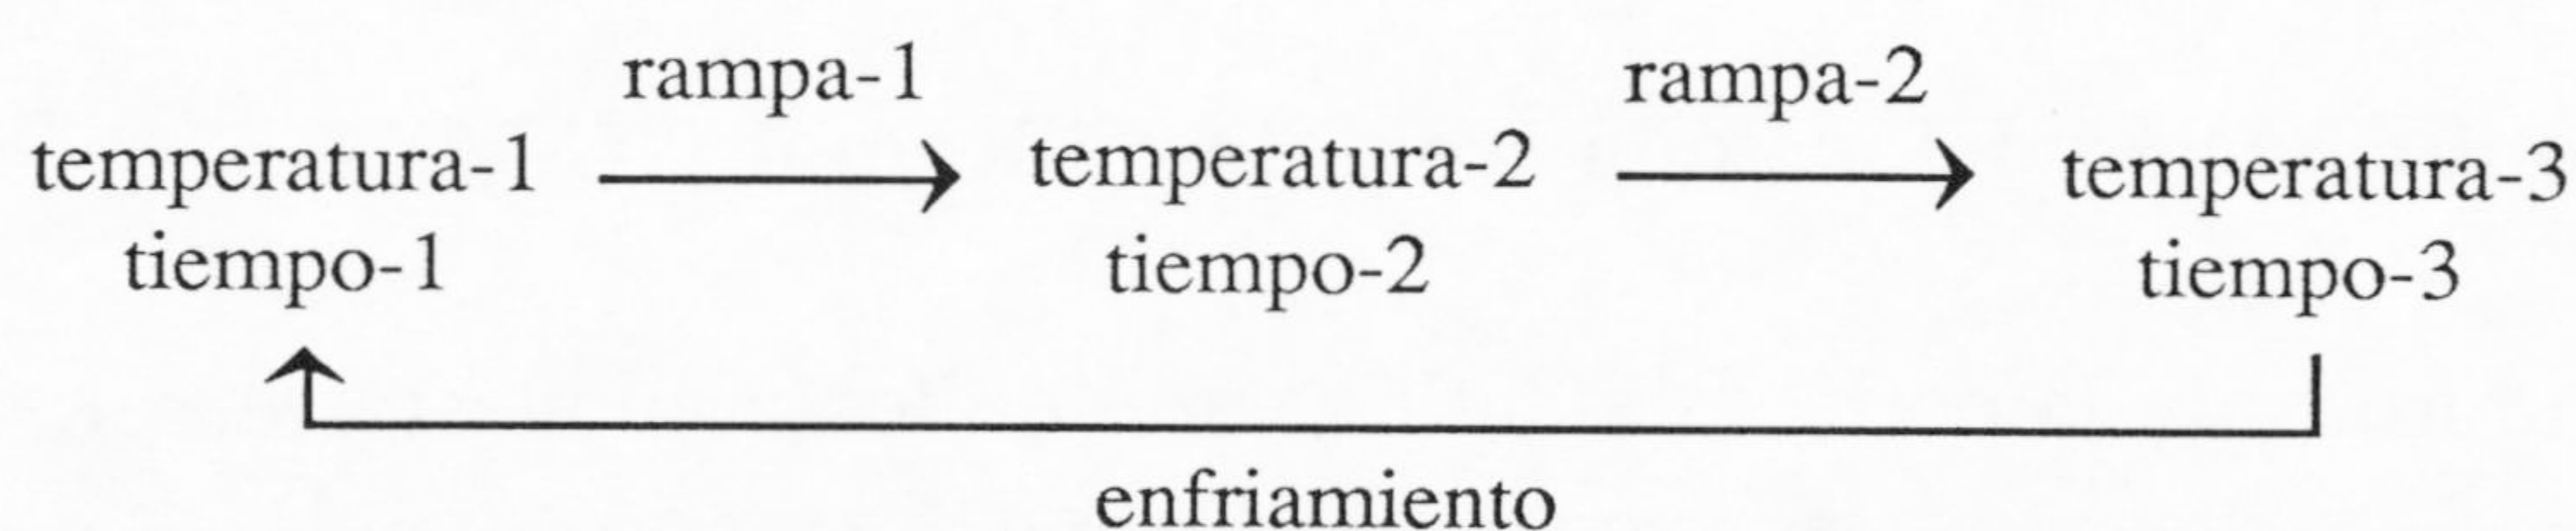 rampa-1
rampa-2
temperatura-1
temperatura-2
temperatura-3
tiempo-1
tiempo-2
tiempo-3
enfriamiento